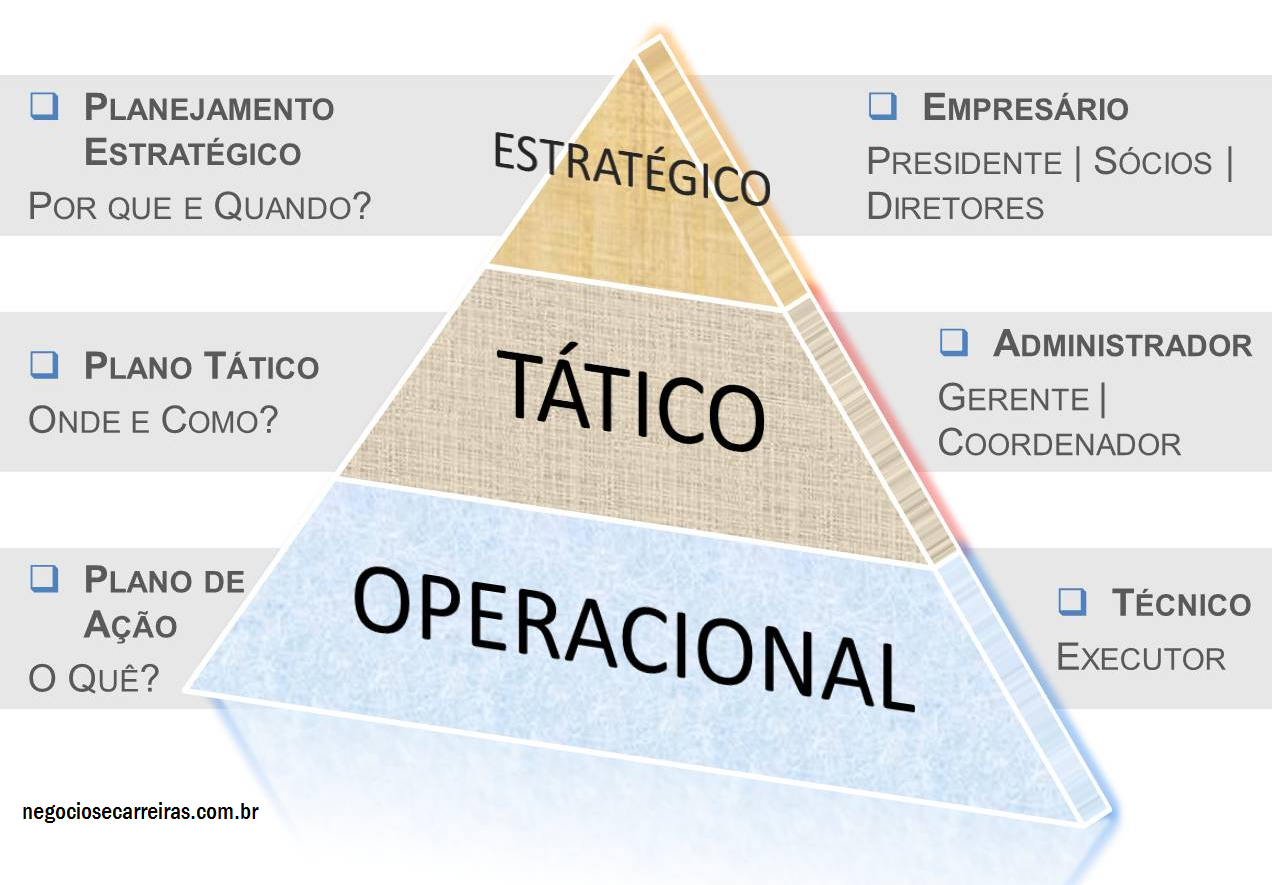 ❑ PLANEJAMENTO
ESTRATÉGICO
POR QUE E QUANDO?
ESTRATÉGICO
❑ EMPRESÁRIO
PRESIDENTE | SÓCIOS |
DIRETORES
❑ PLANO TÁTICO
ONDE E COMO?
TÁTICO
❑ ADMINISTRADOR
GERENTE |
COORDENADOR
❑ PLANO DE
AÇÃO
O QUÊ?
OPERACIONAL
❑ TÉCNICO
EXECUTOR
negociosecarreiras.com.br